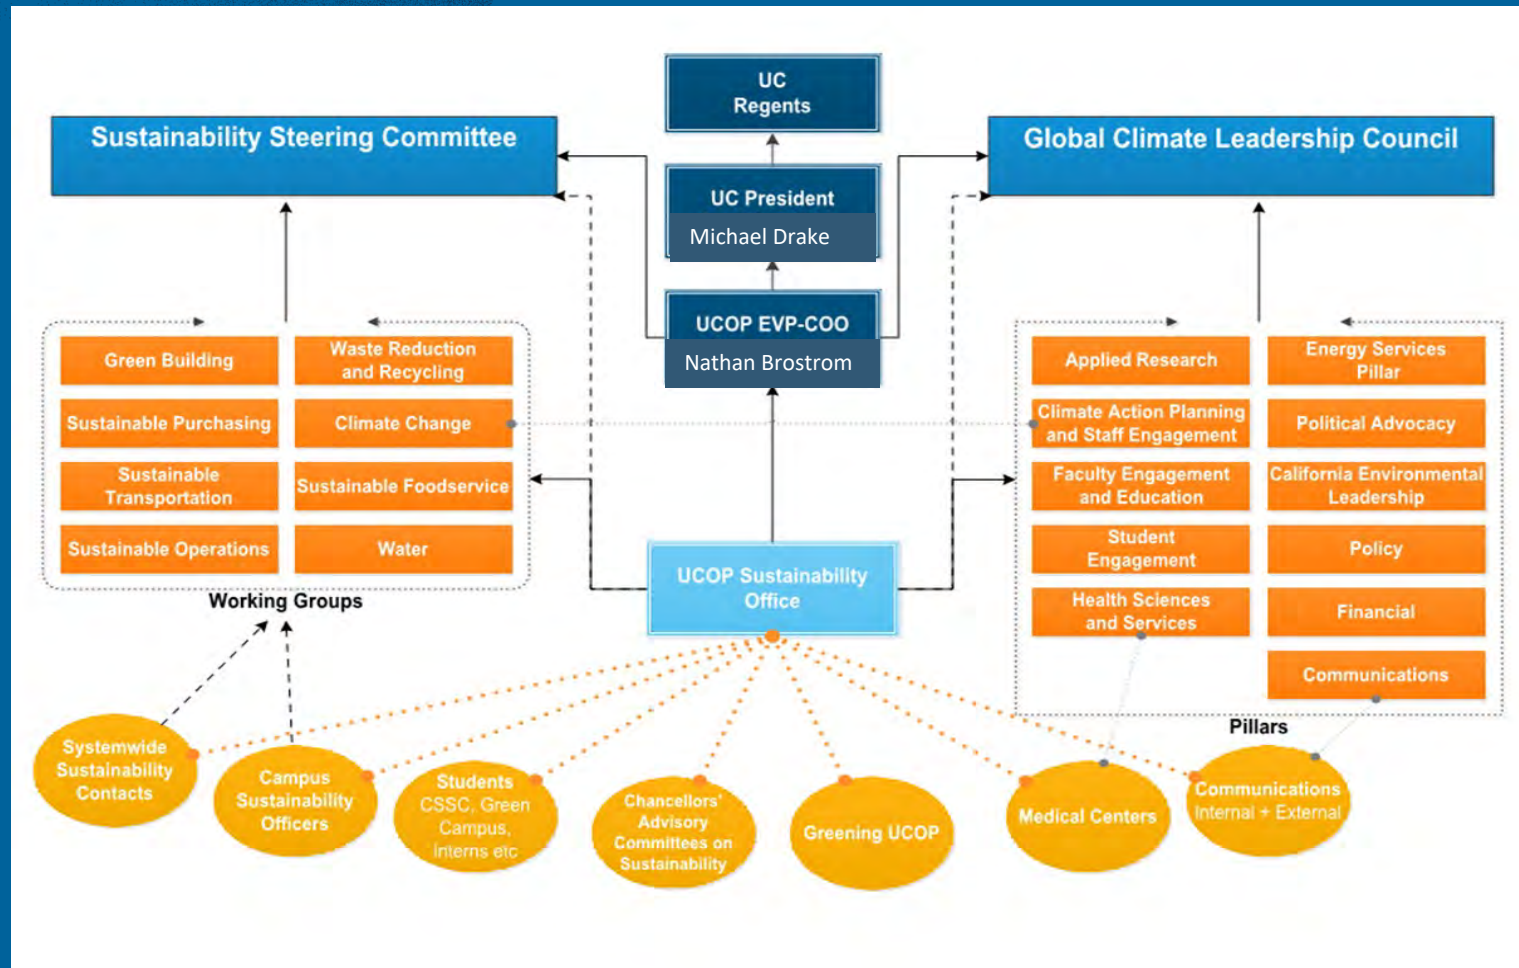 UC
Regents
Sustainability Steering Committee
Global Climate Leadership Council
UC President
Michael Drake
UCOP EVP-COO
Nathan Brostrom
Green Building
Waste Reduction
and Recycling
Sustainable Purchasing
Climate Change
Sustainable
Transportation
Sustainable Foodservice
Sustainable Operations
Water
Working Groups
UCOP Sustainability
Office
Applied Research
Energy Services
Pillar
Climate Action Planning
and Staff Engagement
Political Advocacy
Faculty Engagement
and Education
California Environmental
Leadership
Student
Engagement
Policy
Health Sciences
and Services
Financial
Communications
Pillars
Systemwide
Sustainability
Contacts
Campus
Sustainability
Officers
Students
CSSC, Green
Campus,
Interns etc
Chancellors'
Advisory
Committees on
Sustainability
Greening UCOP
Medical Centers
Communications
Internal + External